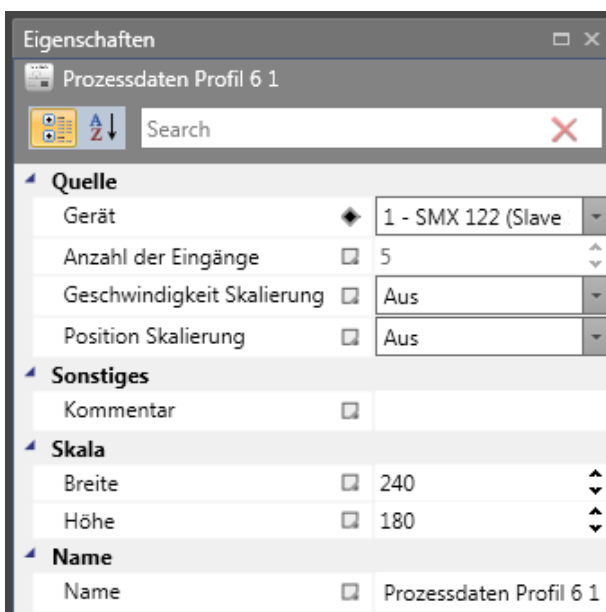 Eigenschaften
Prozessdaten Profil 6 1
Search
Quelle
Gerät 1 - SMX 122 (Slave
Anzahl der Eingänge 5
Geschwindigkeit Skalierung Aus
Position Skalierung Aus
Sonstiges
Kommentar
Skala
Breite 240
Höhe 180
Name
Name Prozessdaten Profil 6 1